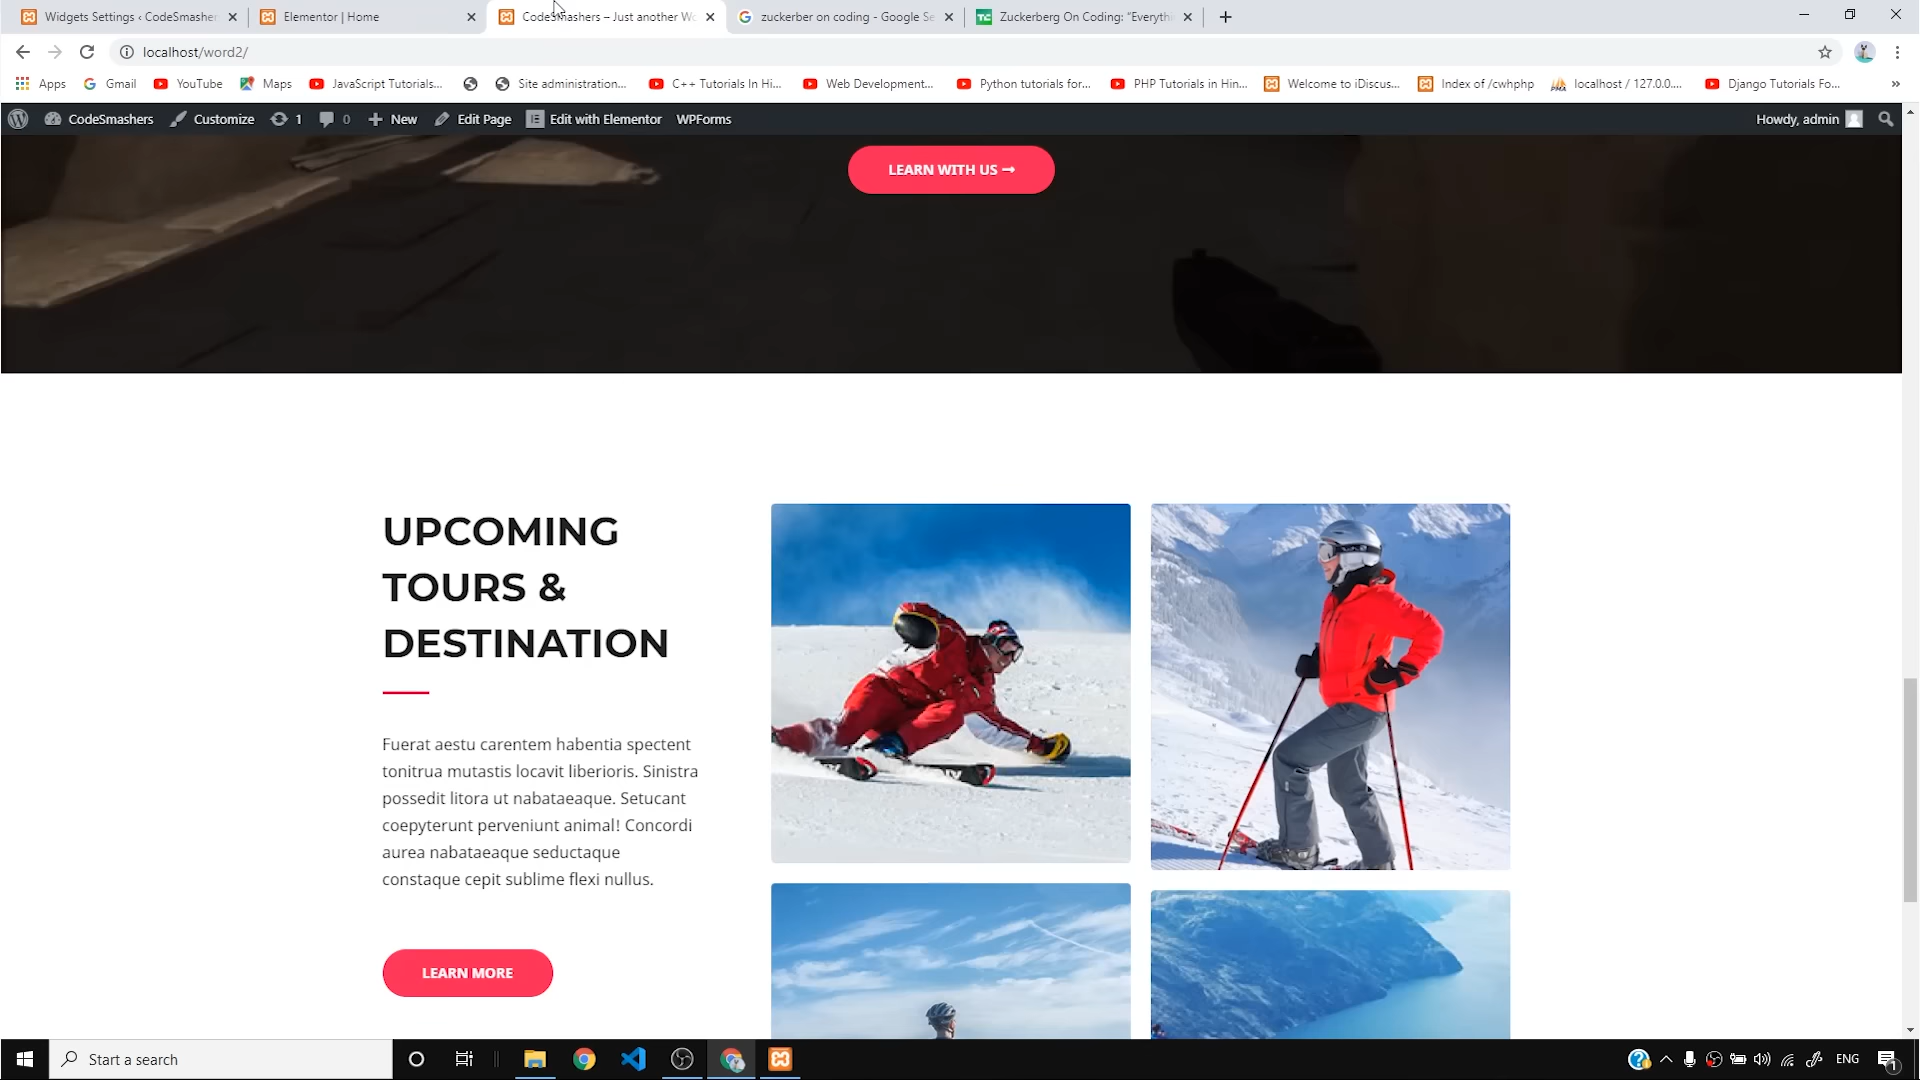 Widgets Settings ‹ CodeSmasher
Elementor | Home
CodeSmashers – Just another Wo
zuckerber on coding - Google Se
Zuckerberg On Coding: “Everythi
localhost/word2/
Apps
Gmail
YouTube
Maps
JavaScript Tutorials...
Site administration...
C++ Tutorials In Hi...
Web Development...
Python tutorials for...
PHP Tutorials in Hin...
Welcome to iDiscus...
Index of /cwhphp
localhost / 127.0.0....
Django Tutorials Fo...
»
CodeSmashers
Customize
1
0
New
Edit Page
Edit with Elementor
WPForms
Howdy, admin
LEARN WITH US →
UPCOMING
TOURS &
DESTINATION
Fuerat aestu carentem habentia spectent
tonitrua mutastis locavit liberioris. Sinistra
possedit litora ut nabataeaque. Setucant
coepyterunt perveniunt animal! Concordi
aurea nabataeaque seductaque
constaque cepit sublime flexi nullus.
LEARN MORE
Start a search
ENG
1